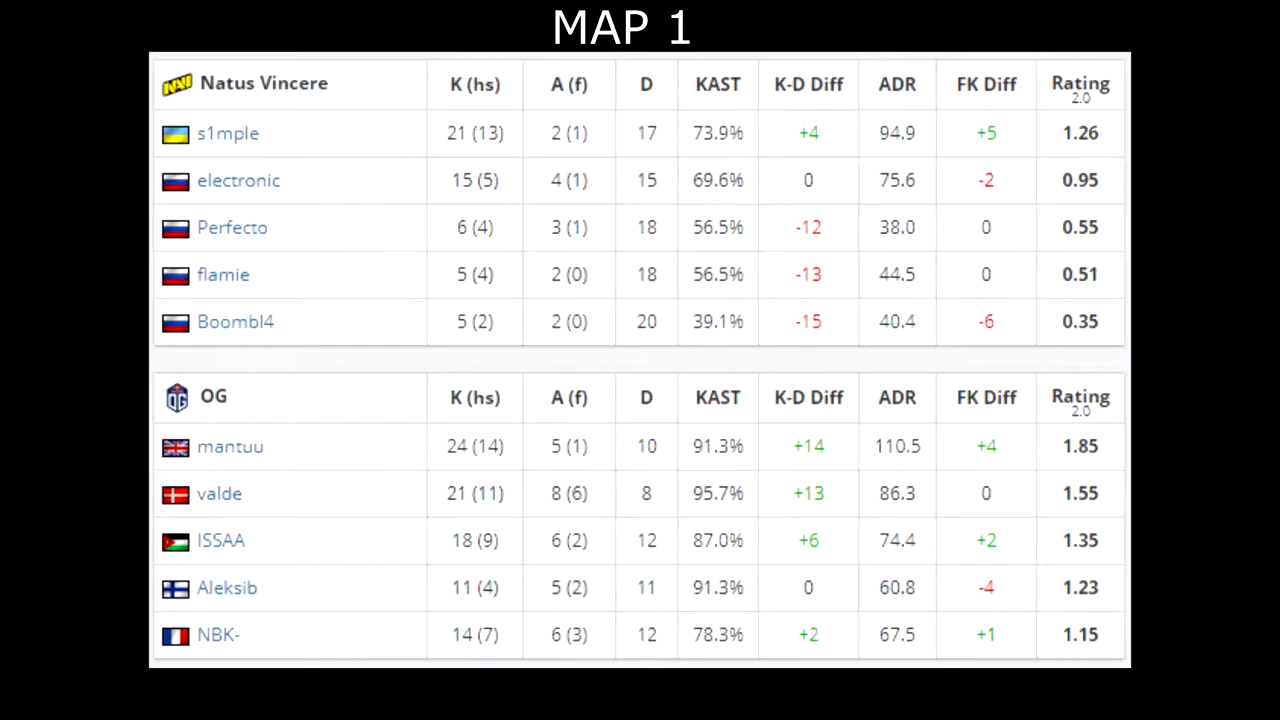 MAP 1
Natus Vincere K (hs) A (f) D KAST K-D Diff ADR FK Diff Rating 2.0
s1mple 21 (13) 2 (1) 17 73.9% +4 94.9 +5 1.26
electronic 15 (5) 4 (1) 15 69.6% 0 75.6 -2 0.95
Perfecto 6 (4) 3 (1) 18 56.5% -12 38.0 0 0.55
flamie 5 (4) 2 (0) 18 56.5% -13 44.5 0 0.51
Boombl4 5 (2) 2 (0) 20 39.1% -15 40.4 -6 0.35
OG K (hs) A (f) D KAST K-D Diff ADR FK Diff Rating 2.0
mantuu 24 (14) 5 (1) 10 91.3% +14 110.5 +4 1.85
valde 21 (11) 8 (6) 8 95.7% +13 86.3 0 1.55
ISSAA 18 (9) 6 (2) 12 87.0% +6 74.4 +2 1.35
Aleksib 11 (4) 5 (2) 11 91.3% 0 60.8 -4 1.23
NBK- 14 (7) 6 (3) 12 78.3% +2 67.5 +1 1.15